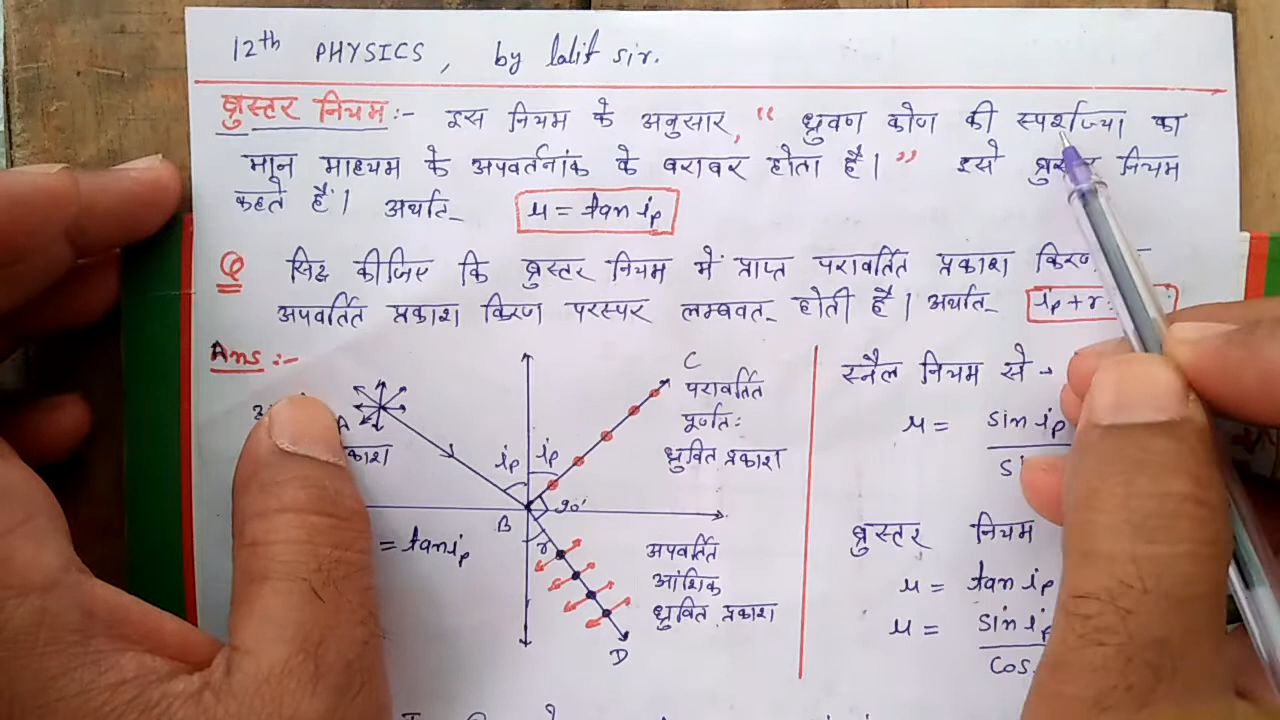 12th PHYSICS, by lalit sir.
ब्रुस्टर नियम:- इस नियम के अनुसार, " ध्रुवण कोण की स्पर्शज्या का
मान माध्यम के अपवर्तनांक के बराबर होता है।" इसे नियम
कहते हैं। अर्थात- μ = tan ip
Q सिद्ध कीजिए कि ब्रुस्टर नियम में प्राप्त परावर्तित प्रकाश किरण
अपवर्तित प्रकाश किरण परस्पर लम्बवत- होती है। अर्थात- ip + r
Ans :-
स्नैल नियम से →
μ = sin ip
C
परावर्तित
पूर्णतः
ध्रुवित प्रकाश
A
ip ip
B
90°
r
= tan ip
अपवर्तित
आंशिक
ध्रुवित प्रकाश
D
ब्रुस्टर नियम
μ = tan ip
μ = sin ip
cos